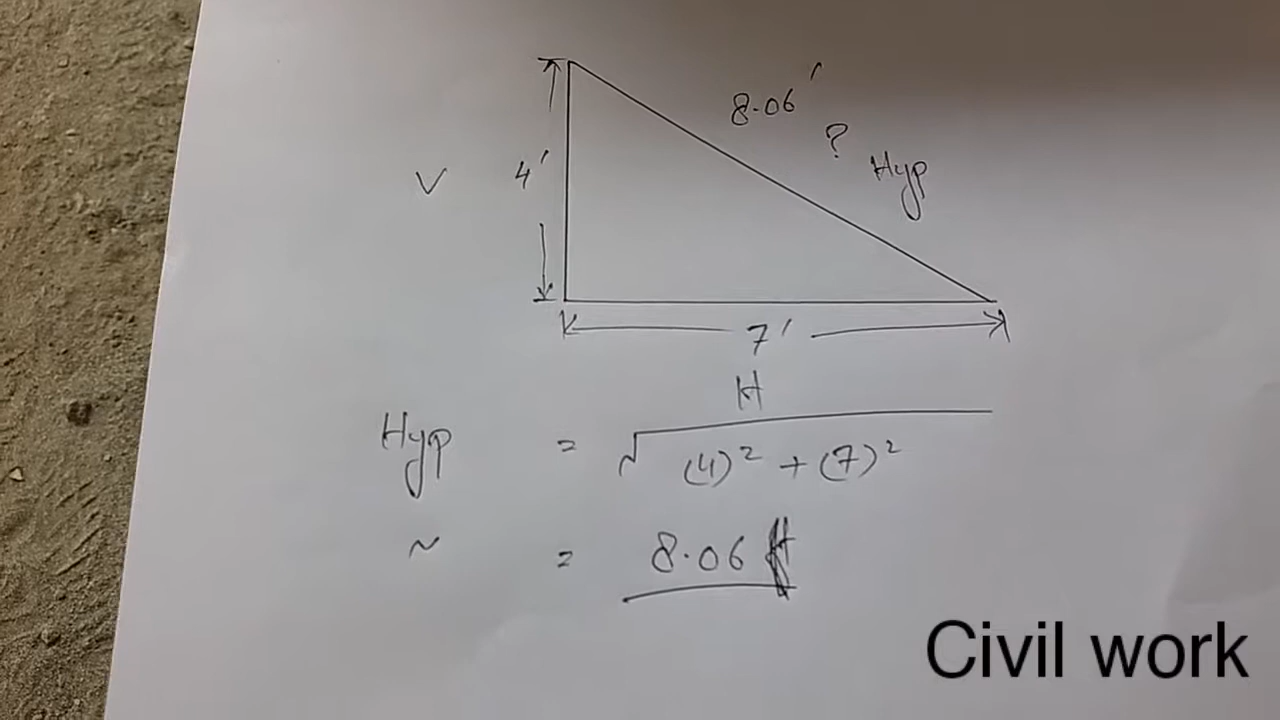 8.06'
?
Hyp
V 4'
7'
H
Hyp = √(4)² + (7)²
~ = 8.06 ft
Civil work